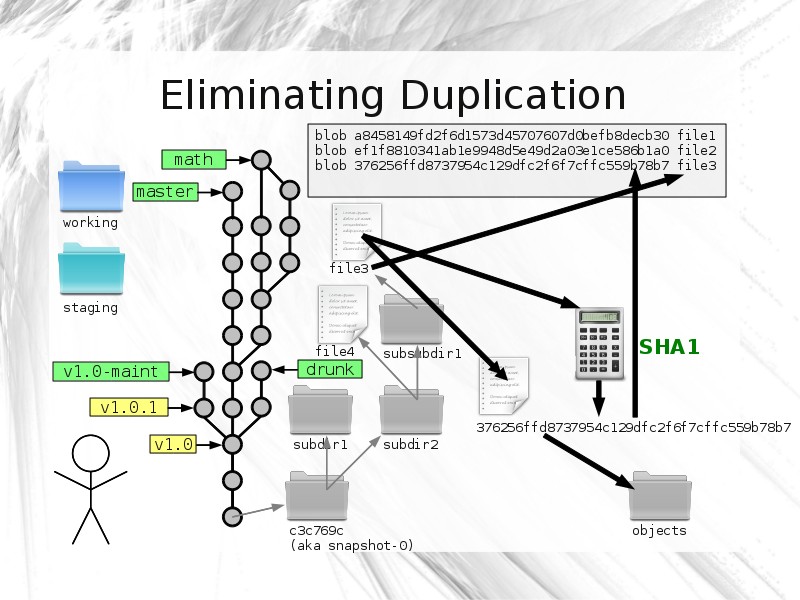 Eliminating Duplication
blob a8458149fd2f6d1573d45707607d0befb8decb30 file1
blob ef1f8810341ab1e9948d5e49d2a03e1ce586b1a0 file2
blob 376256ffd8737954c129dfc2f6f7cffc559b78b7 file3
math
master
working
staging
file3
file4
subsubdir1
SHA1
v1.0-maint
drunk
v1.0.1
376256ffd8737954c129dfc2f6f7cffc559b78b7
v1.0
subdir1
subdir2
c3c769c
(aka snapshot-0)
objects